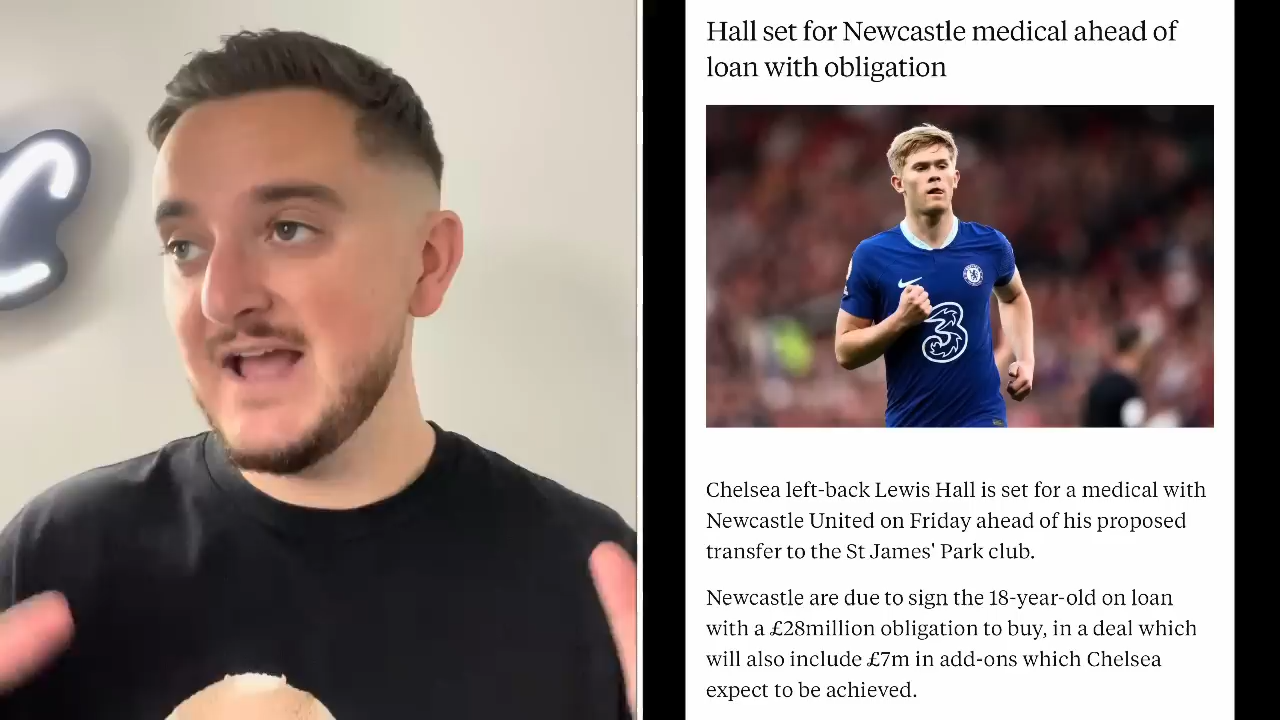 Hall set for Newcastle medical ahead of
loan with obligation
3
Chelsea left-back Lewis Hall is set for a medical with
Newcastle United on Friday ahead of his proposed
transfer to the St James' Park club.
Newcastle are due to sign the 18-year-old on loan
with a £28million obligation to buy, in a deal which
will also include £7m in add-ons which Chelsea
expect to be achieved.